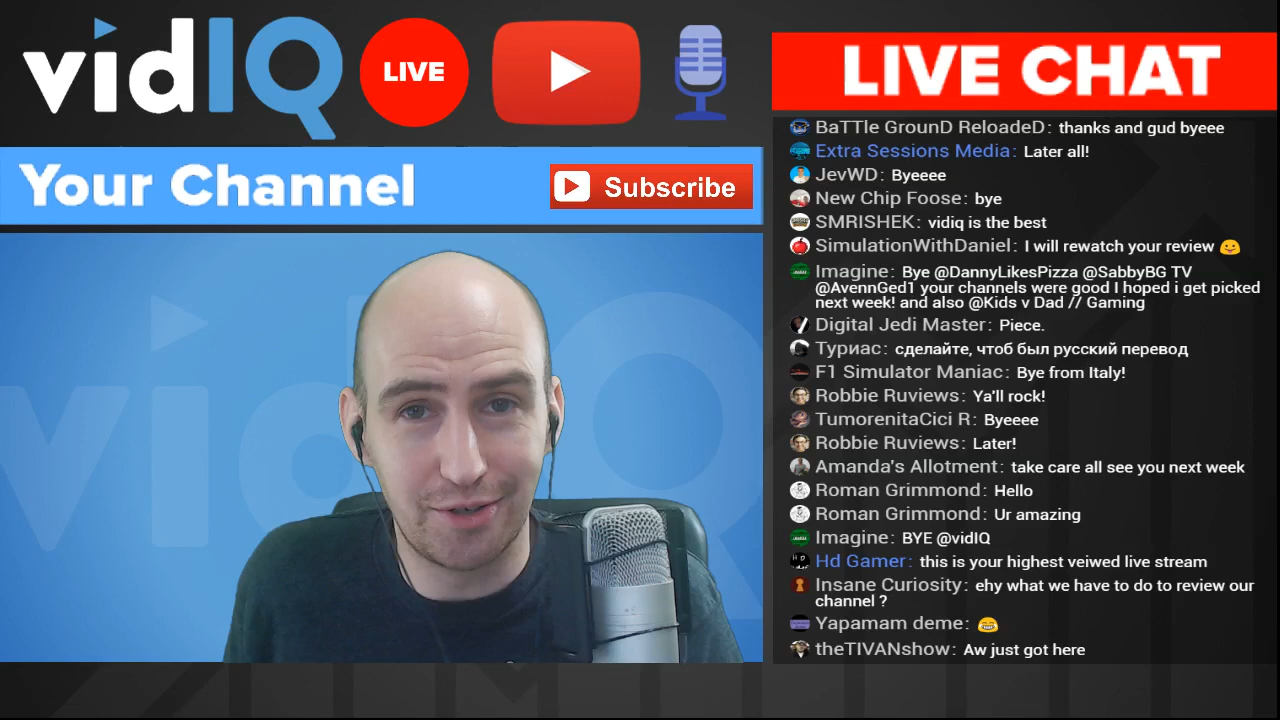 vidIQ
LIVE
LIVE CHAT
Your Channel
Subscribe
BaTTle GrounD ReloadeD: thanks and gud byeee
Extra Sessions Media: Later all!
JevWD: Byeeee
New Chip Foose: bye
SMRISHEK: vidiq is the best
SimulationWithDaniel: I will rewatch your review 😃
Imagine: Bye @DannyLikesPizza @SabbyBG TV
@AvennGed1 your channels were good I hoped i get picked
next week! and also @Kids v Dad // Gaming
Digital Jedi Master: Piece.
Туриас: сделайте, чтоб был русский перевод
F1 Simulator Maniac: Bye from Italy!
Robbie Ruviews: Ya'll rock!
TumorenitaCici R: Byeeee
Robbie Ruviews: Later!
Amanda's Allotment: take care all see you next week
Roman Grimmond: Hello
Roman Grimmond: Ur amazing
Imagine: BYE @vidIQ
Hd Gamer: this is your highest veiwed live stream
Insane Curiosity: ehy what we have to do to review our
channel ?
Yapamam deme: 😂
theTIVANshow: Aw just got here